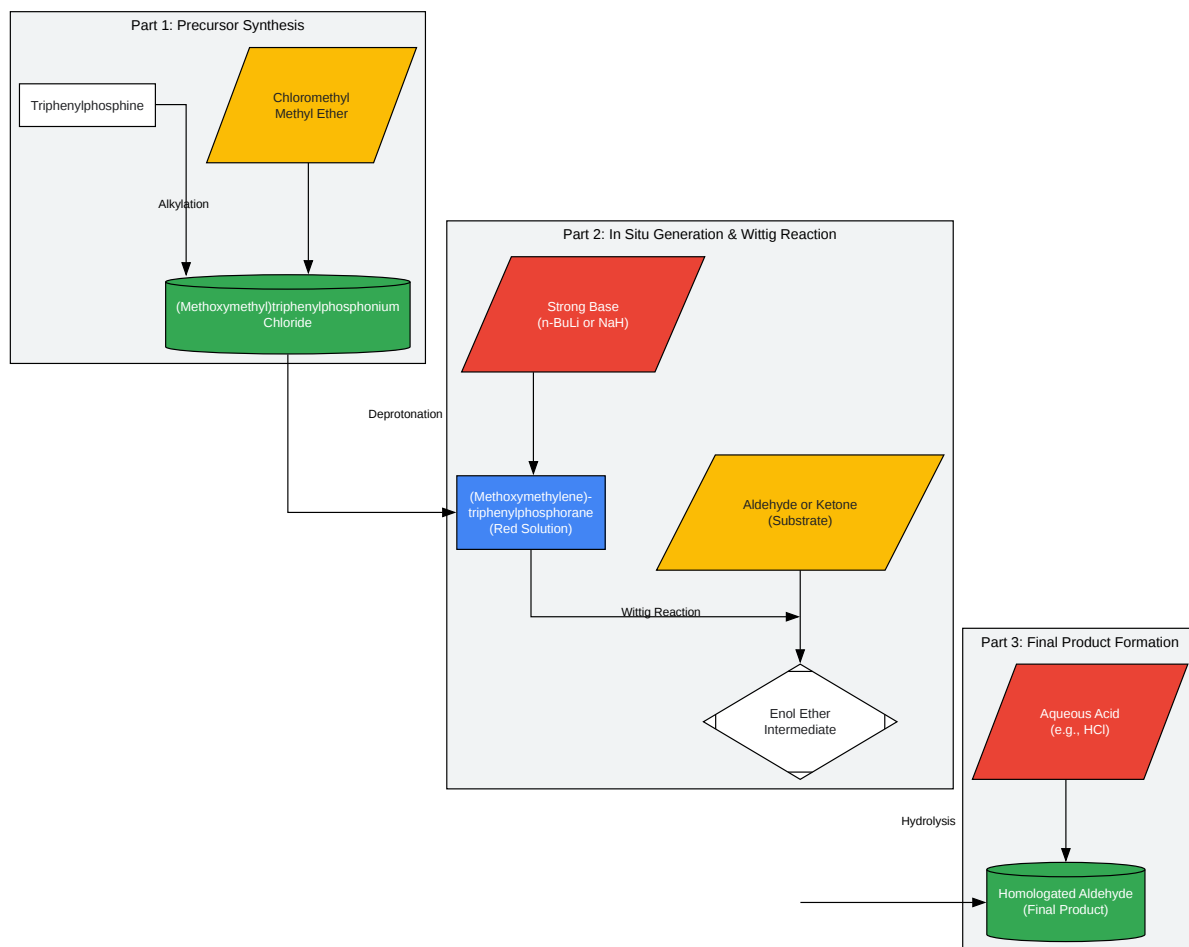 Part 1: Precursor Synthesis
Triphenylphosphine
Chloromethyl
Methyl Ether
Alkylation
(Methoxymethyl)triphenylphosphonium
Chloride
Part 2: In Situ Generation & Wittig Reaction
Strong Base
(n-BuLi or NaH)
Deprotonation
(Methoxymethylene)-
triphenylphosphorane
(Red Solution)
Aldehyde or Ketone
(Substrate)
Wittig Reaction
Enol Ether
Intermediate
Part 3: Final Product Formation
Aqueous Acid
(e.g., HCl)
Hydrolysis
Homologated Aldehyde
(Final Product)